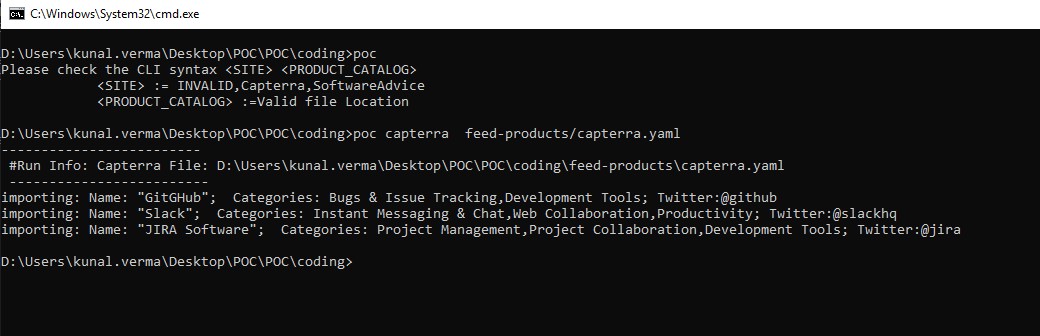 C:\Windows\System32\cmd.exe
D:\Users\kunal.verma\Desktop\POC\POC\coding>poc
Please check the CLI syntax <SITE> <PRODUCT_CATALOG>
<SITE> := INVALID,Capterra,SoftwareAdvice
<PRODUCT_CATALOG> :=Valid file Location
D:\Users\kunal.verma\Desktop\POC\POC\coding>poc capterra  feed-products/capterra.yaml
-------------------------
#Run Info: Capterra File: D:\Users\kunal.verma\Desktop\POC\POC\coding\feed-products\capterra.yaml
-------------------------
importing: Name: "GitGHub";  Categories: Bugs & Issue Tracking,Development Tools; Twitter:@github
importing: Name: "Slack";  Categories: Instant Messaging & Chat,Web Collaboration,Productivity; Twitter:@slackhq
importing: Name: "JIRA Software";  Categories: Project Management,Project Collaboration,Development Tools; Twitter:@jira
D:\Users\kunal.verma\Desktop\POC\POC\coding>